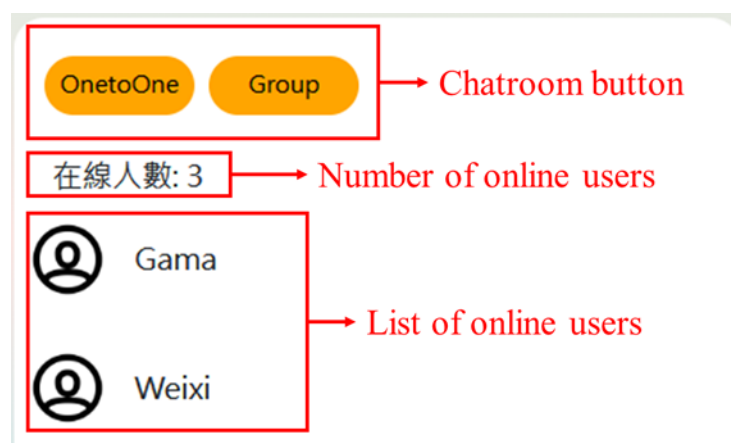 OnetoOne Group Chatroom button
在線人數: 3 Number of online users
Gama
List of online users
Weixi